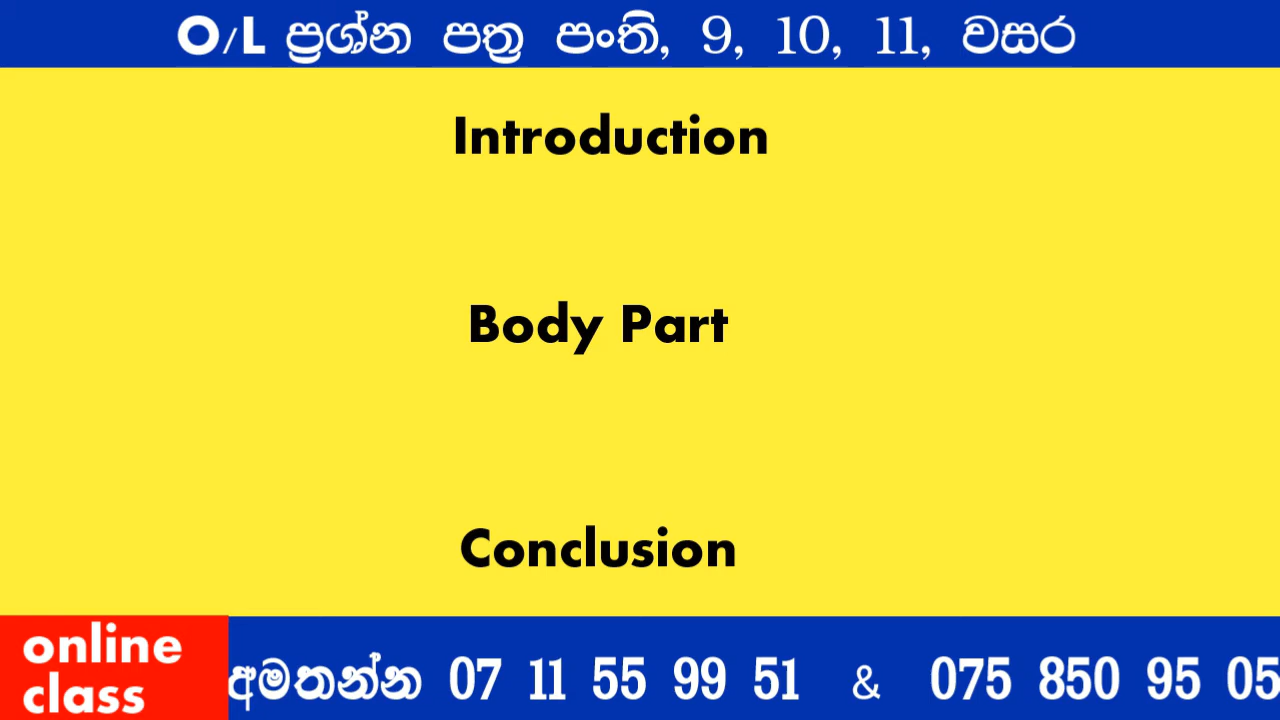 O/L ප්‍රශ්න පත්‍ර පංති, 9, 10, 11, වසර
Introduction
Body Part
Conclusion
online
class
අමතන්න 07 11 55 99 51 & 075 850 95 05